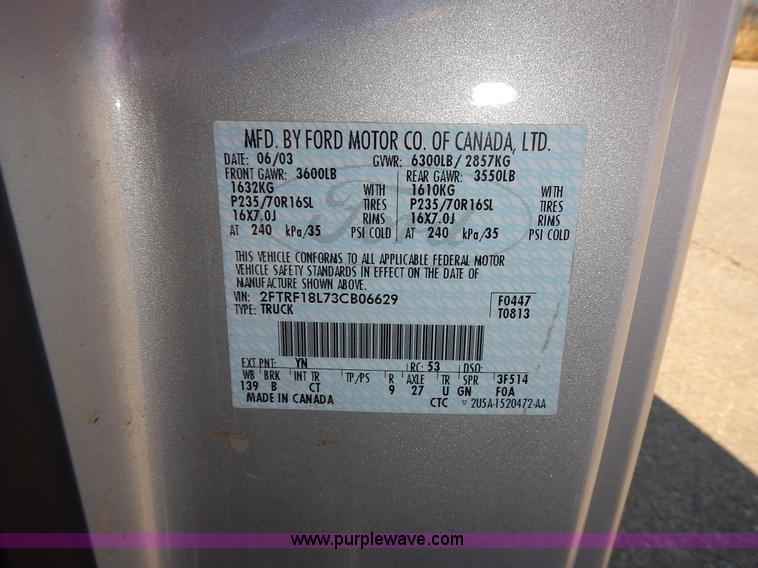 MFD. BY FORD MOTOR CO. OF CANADA, LTD.
DATE: 06/03 GVWR: 6300LB/ 2857KG
FRONT GAWR: 3600LB REAR GAWR: 3550LB
1632KG WITH 1610KG WITH
P235/70R16SL TIRES P235/70R16SL TIRES
16X7.0J RIMS 16X7.0J RIMS
AT 240 kPa/35 PSI COLD AT 240 kPa/35 PSI COLD
THIS VEHICLE CONFORMS TO ALL APPLICABLE FEDERAL MOTOR
VEHICLE SAFETY STANDARDS IN EFFECT ON THE DATE OF
MANUFACTURE SHOWN ABOVE.
VIN: 2FTRF18L73CB06629 F0447
TYPE: TRUCK T0813
EXT PNT: YN RC: 53 DSO:
WB BRK INT TR TP/PS R AXLE TR SPR 3F514
139 B CT 9 27 U GN F0A
MADE IN CANADA CTC ▽ 2U5A-1520472-AA
Ford
www.purplewave.com